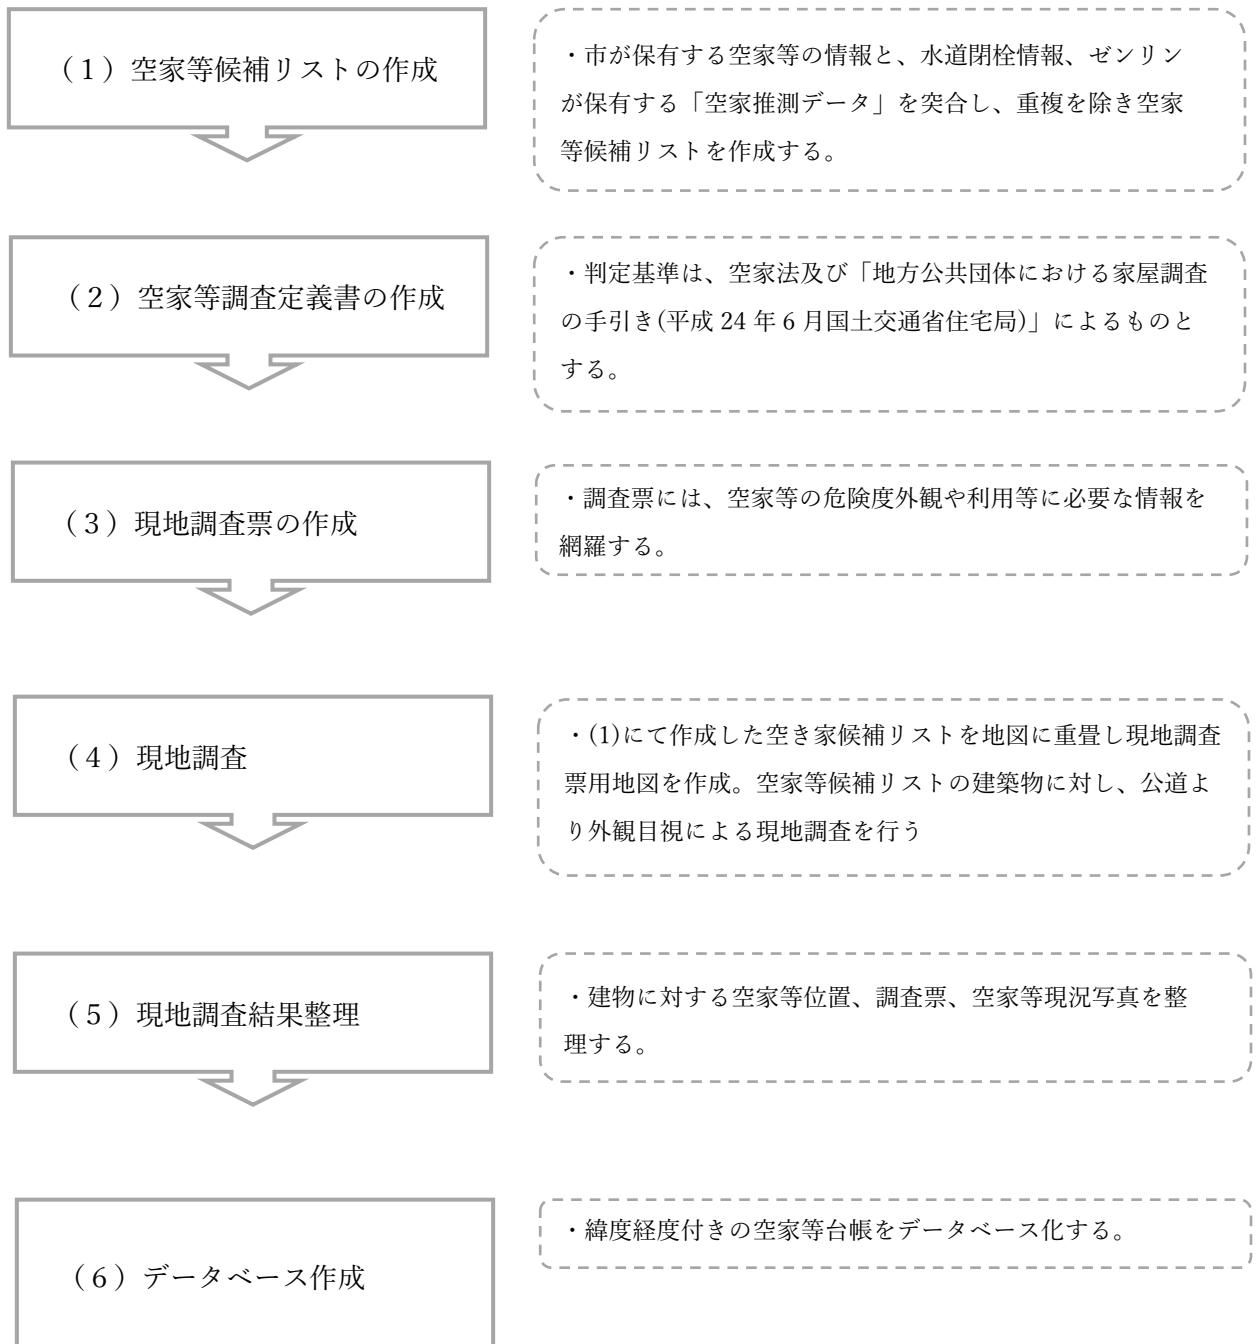 （１）空家等候補リストの作成
・市が保有する空家等の情報と、水道閉栓情報、ゼンリン
が保有する「空家推測データ」を突合し、重複を除き空家
等候補リストを作成する。
（２）空家等調査定義書の作成
・判定基準は、空家法及び「地方公共団体における家屋調査
の手引き(平成 24 年 6 月国土交通省住宅局)」によるものと
する。
（３）現地調査票の作成
・調査票には、空家等の危険度外観や利用等に必要な情報を
網羅する。
（４）現地調査
・(1)にて作成した空き家候補リストを地図に重畳し現地調査
票用地図を作成。空家等候補リストの建築物に対し、公道よ
り外観目視による現地調査を行う
（５）現地調査結果整理
・建物に対する空家等位置、調査票、空家等現況写真を整
理する。
（６）データベース作成
・緯度経度付きの空家等台帳をデータベース化する。